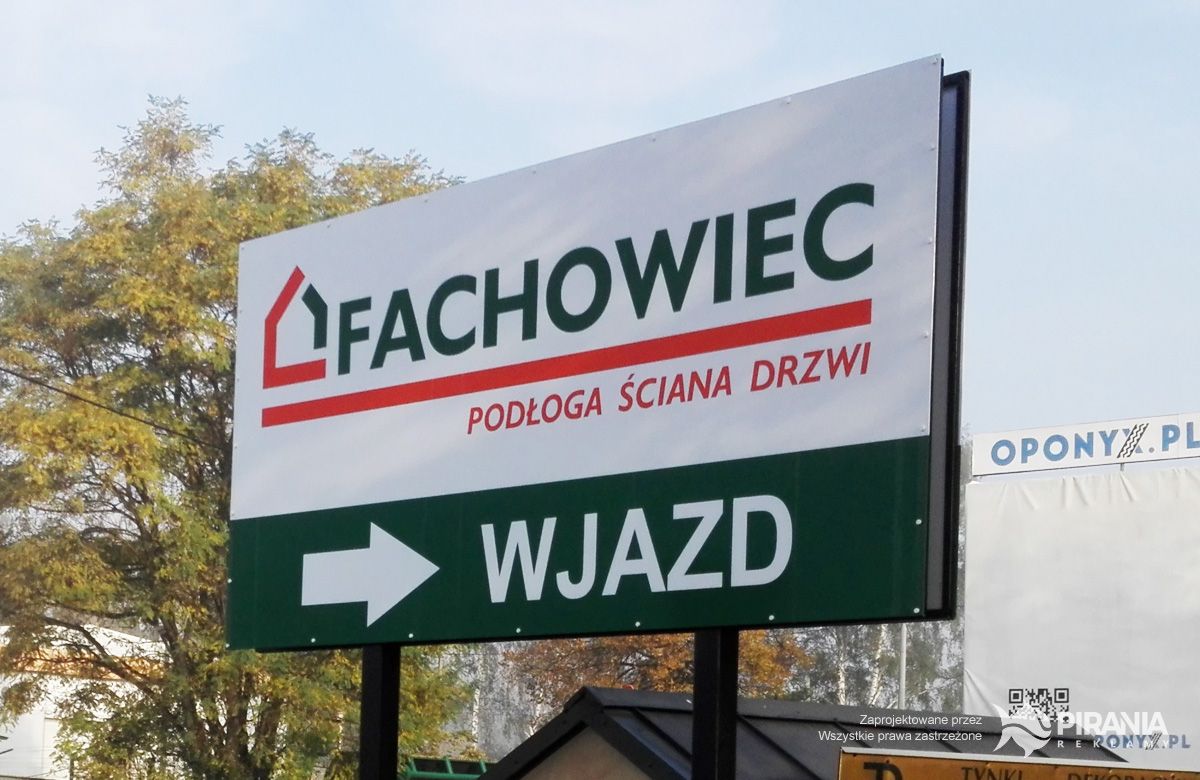 FACHOWIEC
PODŁOGA ŚCIANA DRZWI
WJAZD
OPONYX.PL
Zaprojektowane przez
Wszystkie prawa zastrzeżone
PIRANIA